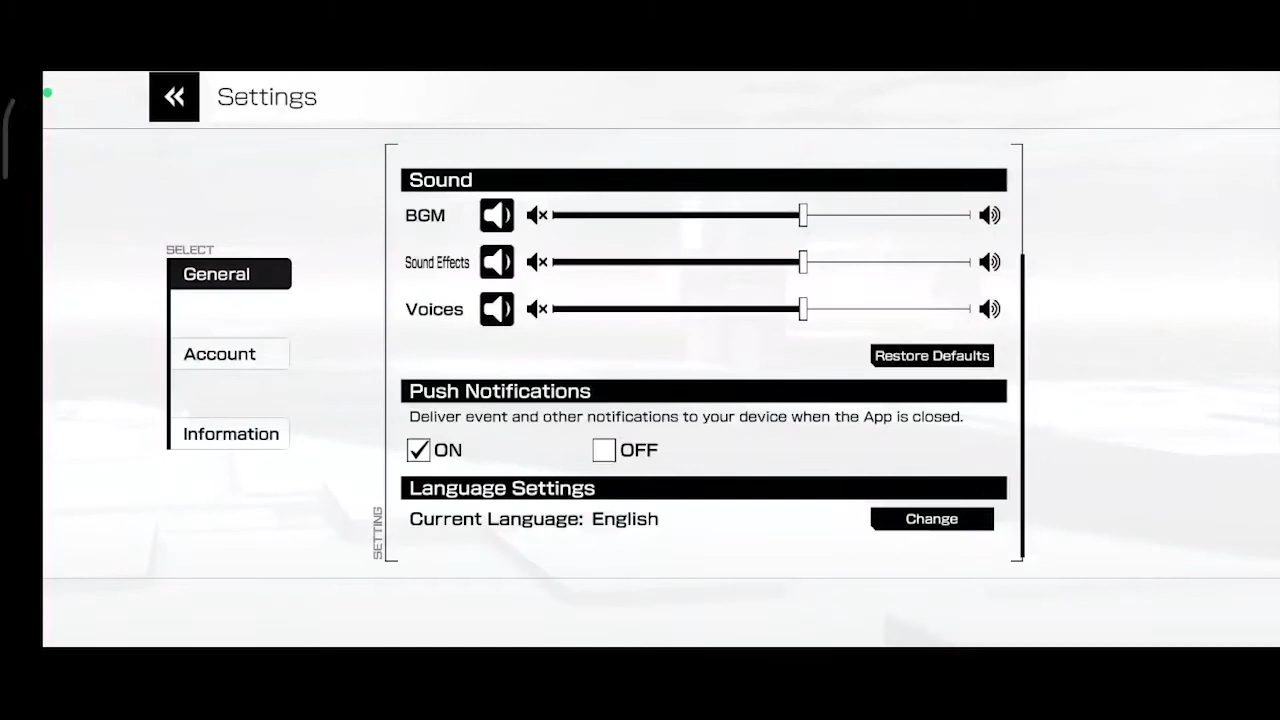 Settings
SELECT
General
Account
Information
SETTING
Sound
BGM
Sound Effects
Voices
Restore Defaults
Push Notifications
Deliver event and other notifications to your device when the App is closed.
ON OFF
Language Settings
Current Language: English Change